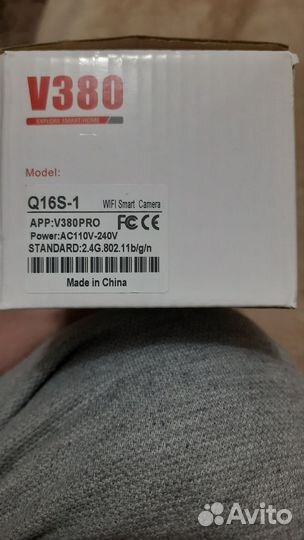 V380
EXPLORE SMART HOME
Model:
Q16S-1 WIFI Smart Camera
APP:V380PRO FC CE
Power:AC110V-240V
STANDARD:2.4G.802.11b/g/n
Made in China
Avito